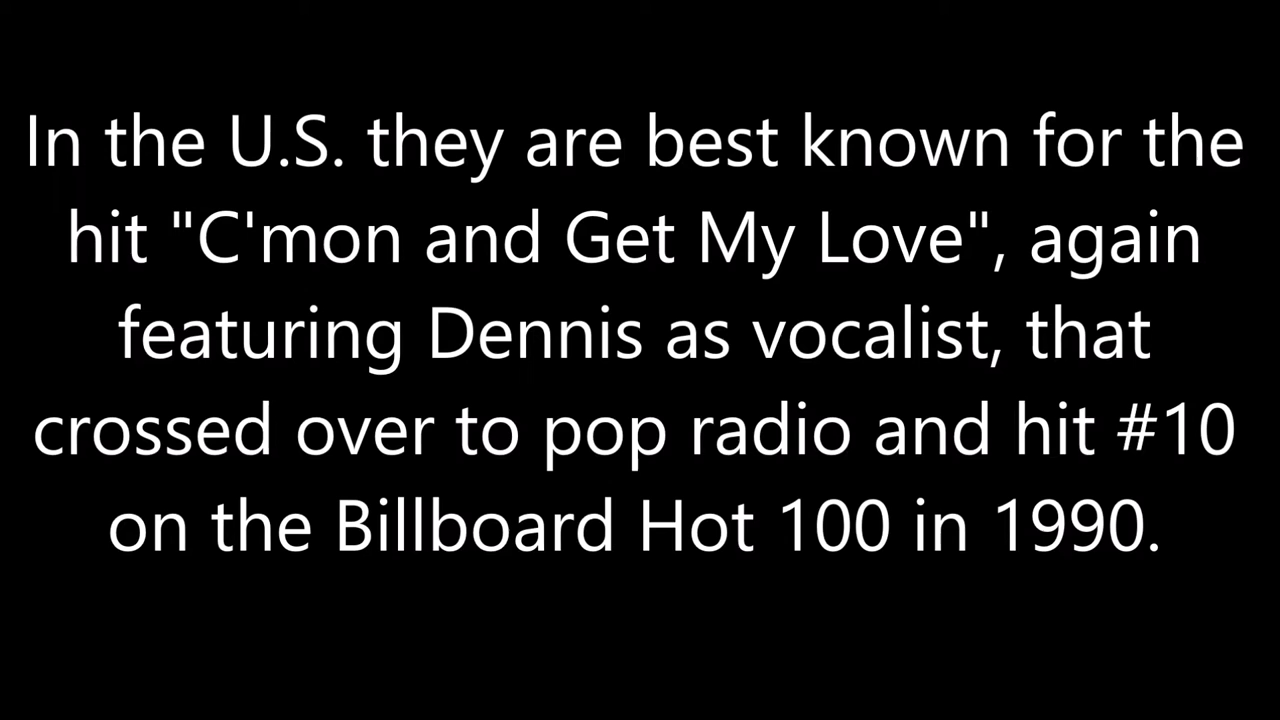 In the U.S. they are best known for the
hit "C'mon and Get My Love", again
featuring Dennis as vocalist, that
crossed over to pop radio and hit #10
on the Billboard Hot 100 in 1990.